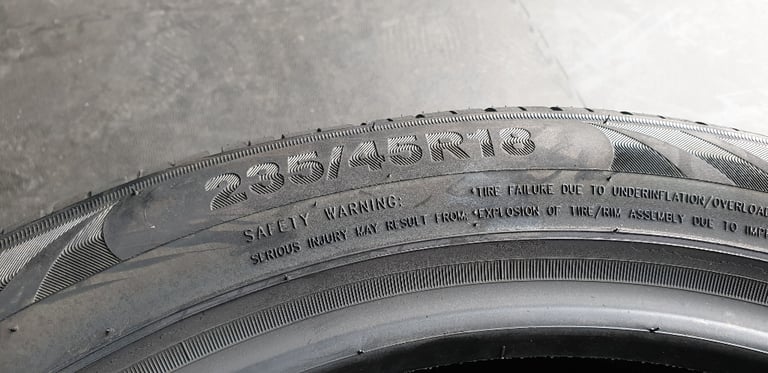 235/45R18
SAFETY WARNING:
SERIOUS INJURY MAY RESULT FROM:
•TIRE FAILURE DUE TO UNDERINFLATION/OVERLOAD
•EXPLOSION OF TIRE/RIM ASSEMBLY DUE TO IMP